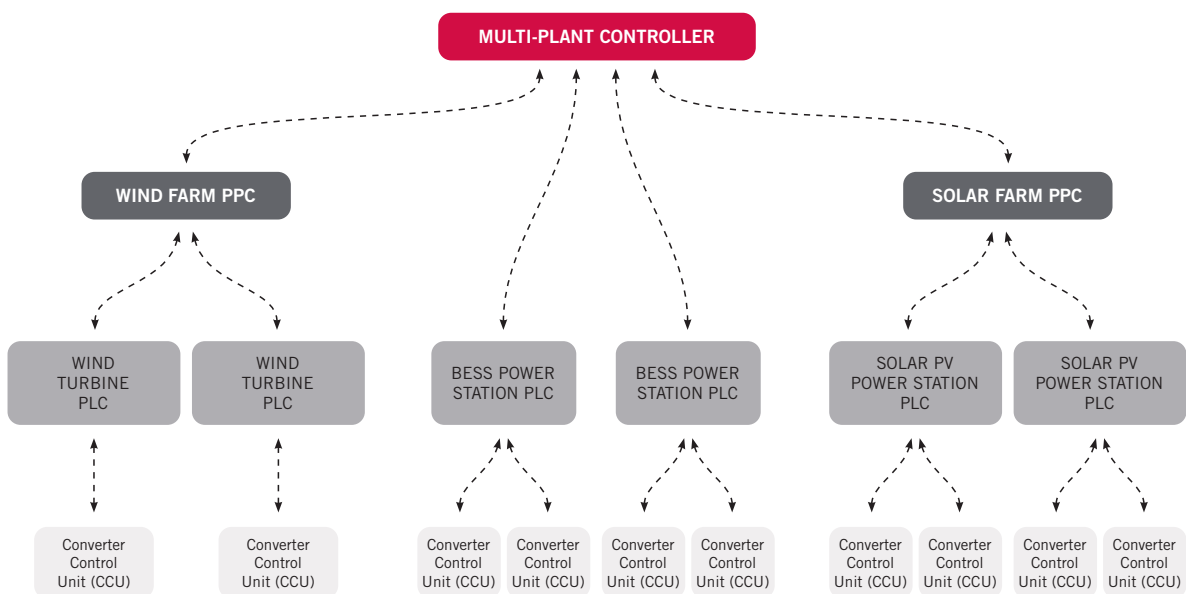 MULTI-PLANT CONTROLLER
WIND FARM PPC
SOLAR FARM PPC
WIND
TURBINE
PLC
WIND
TURBINE
PLC
BESS POWER
STATION PLC
BESS POWER
STATION PLC
SOLAR PV
POWER STATION
PLC
SOLAR PV
POWER STATION
PLC
Converter
Control
Unit (CCU)
Converter
Control
Unit (CCU)
Converter
Control
Unit (CCU)
Converter
Control
Unit (CCU)
Converter
Control
Unit (CCU)
Converter
Control
Unit (CCU)
Converter
Control
Unit (CCU)
Converter
Control
Unit (CCU)
Converter
Control
Unit (CCU)
Converter
Control
Unit (CCU)